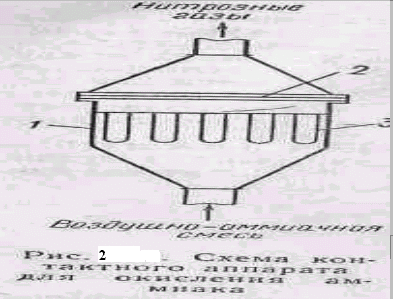 Нитрозные
газы
2
1
3
Воздушно-аммиачная
смесь
Рис. 2. Схема кон-
тактного аппарата
для окисления ам-
миака